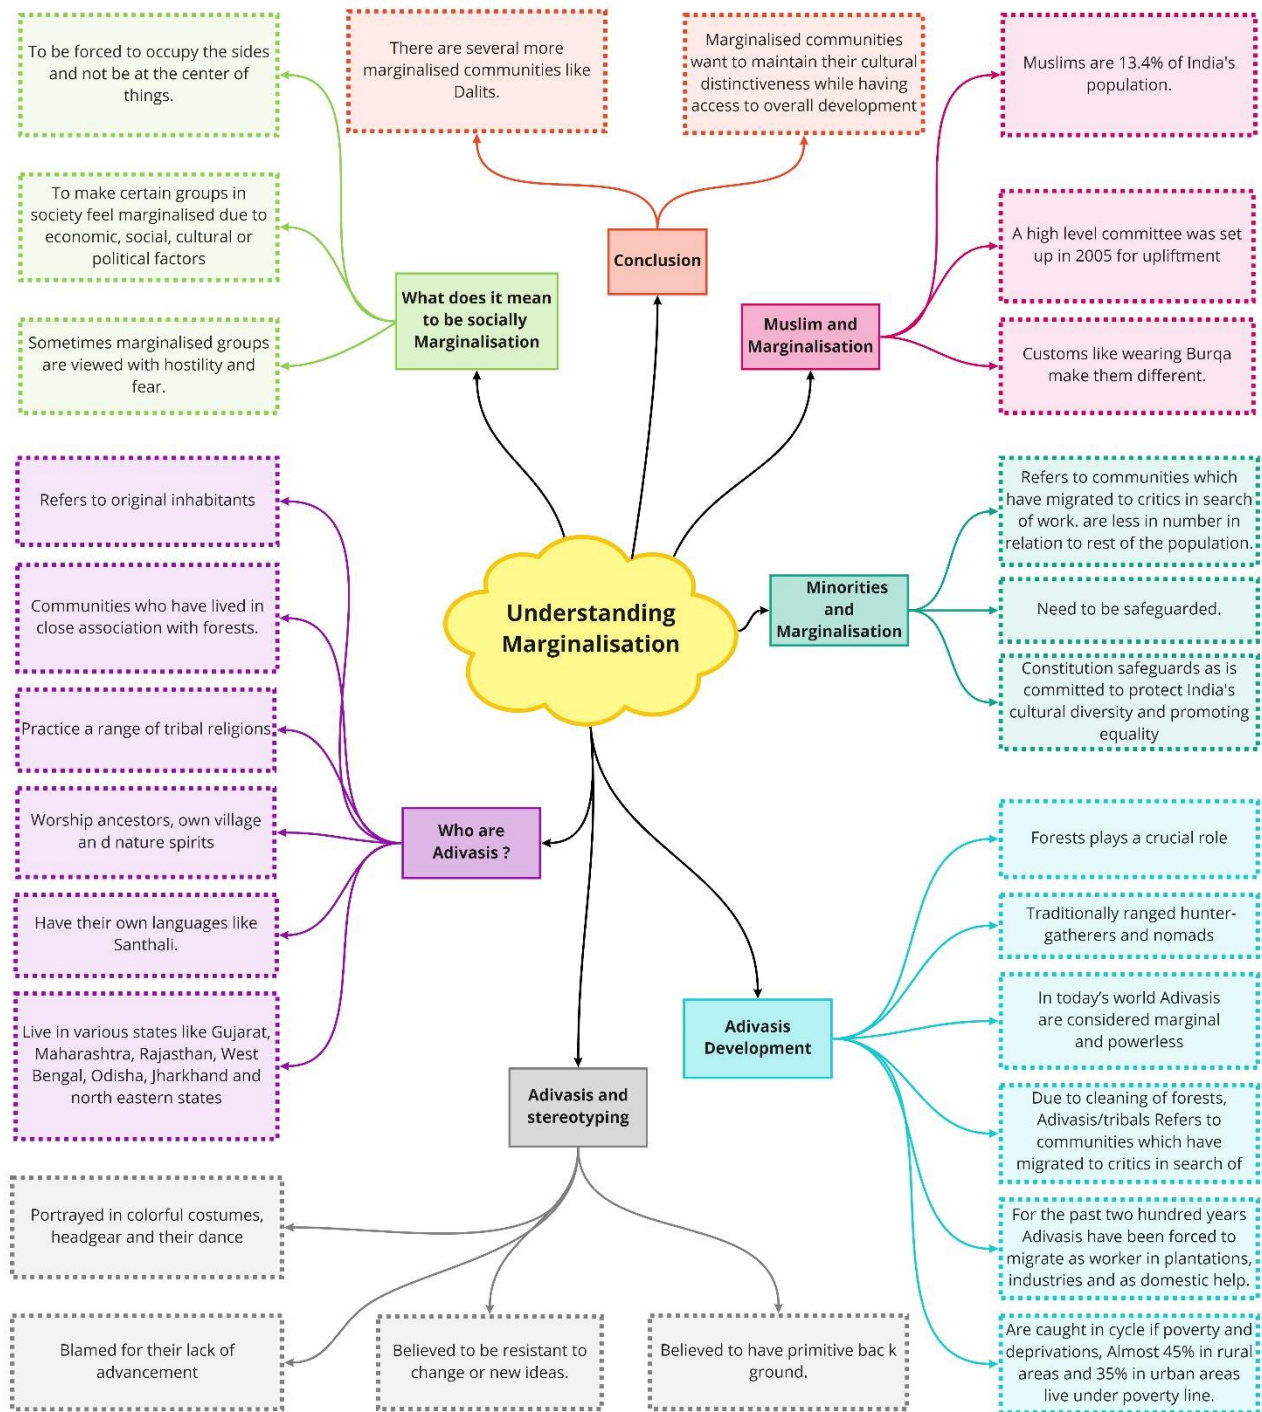 To be forced to occupy the sides
and not be at the center of
things.
To make certain groups in
society feel marginalised due to
economic, social, cultural or
political factors
Sometimes marginalised groups
are viewed with hostility and
fear.
What does it mean
to be socially
Marginalisation
There are several more
marginalised communities like
Dalits.
Marginalised communities
want to maintain their cultural
distinctiveness while having
access to overall development
Conclusion
Muslims are 13.4% of India's
population.
A high level committee was set
up in 2005 for upliftment
Customs like wearing Burqa
make them different.
Muslim and
Marginalisation
Understanding
Marginalisation
Minorities
and
Marginalisation
Refers to communities which
have migrated to critics in search
of work. are less in number in
relation to rest of the population.
Need to be safeguarded.
Constitution safeguards as is
committed to protect India's
cultural diversity and promoting
equality
Refers to original inhabitants
Communities who have lived in
close association with forests.
Practice a range of tribal religions
Worship ancestors, own village
an d nature spirits
Have their own languages like
Santhali.
Live in various states like Gujarat,
Maharashtra, Rajasthan, West
Bengal, Odisha, Jharkhand and
north eastern states
Who are
Adivasis ?
Adivasis
Development
Forests plays a crucial role
Traditionally ranged hunter-
gatherers and nomads
In today’s world Adivasis
are considered marginal
and powerless
Due to cleaning of forests,
Adivasis/tribals Refers to
communities which have
migrated to critics in search of
For the past two hundred years
Adivasis have been forced to
migrate as worker in plantations,
industries and as domestic help.
Are caught in cycle if poverty and
deprivations, Almost 45% in rural
areas and 35% in urban areas
live under poverty line.
Adivasis and
stereotyping
Portrayed in colorful costumes,
headgear and their dance
Blamed for their lack of
advancement
Believed to be resistant to
change or new ideas.
Believed to have primitive bac k
ground.